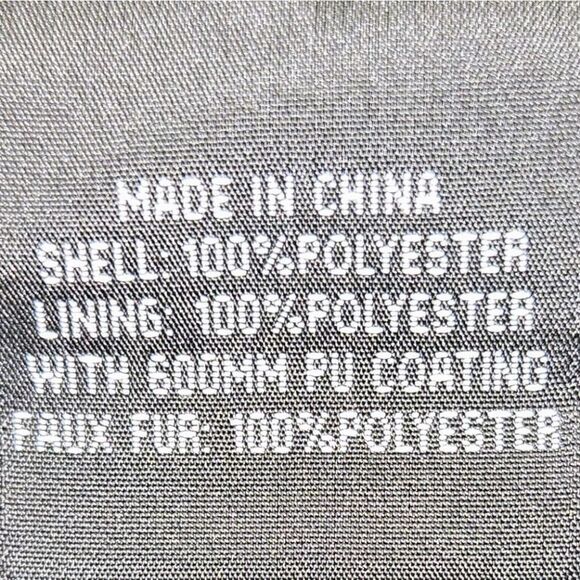 MADE IN CHINA
SHELL: 100%POLYESTER
LINING: 100%POLYESTER
WITH 600MM PU COATING
FAUX FUR: 100%POLYESTER